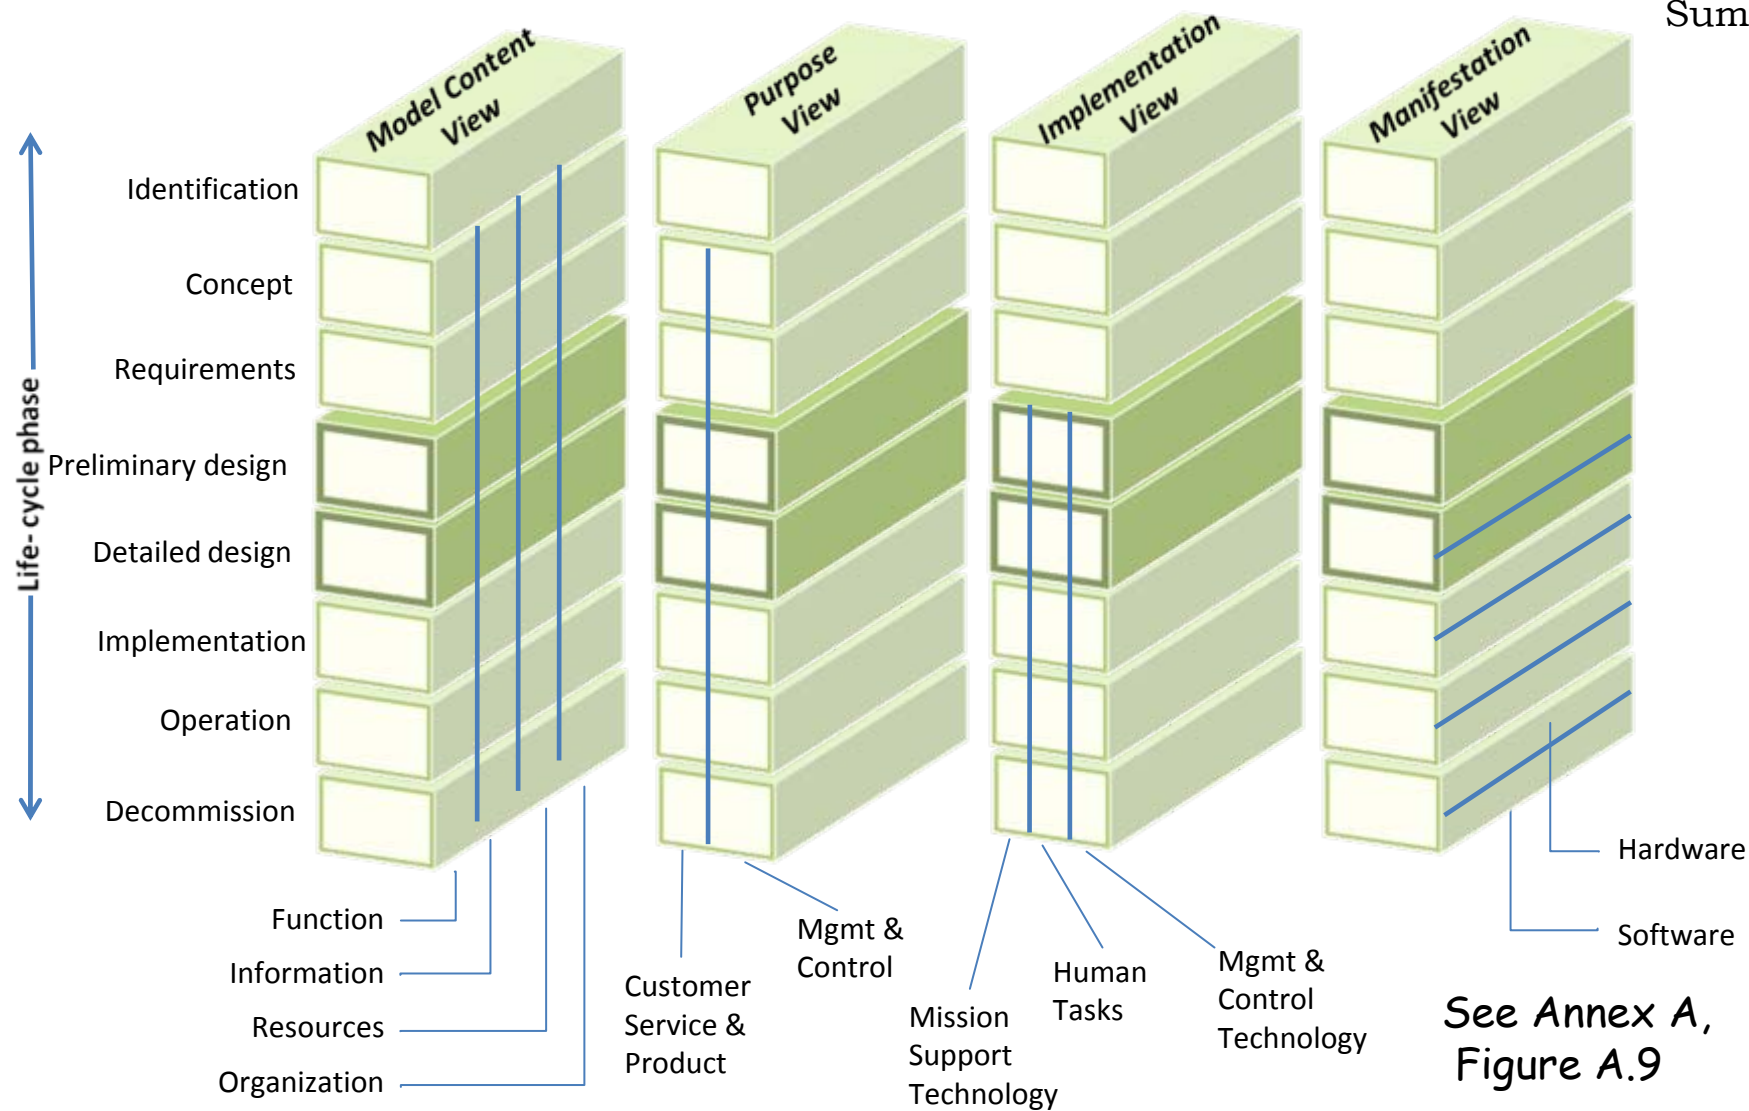 Sum
Model Content
View
Purpose
View
Implementation
View
Manifestation
View
Life- cycle phase
Identification
Concept
Requirements
Preliminary design
Detailed design
Implementation
Operation
Decommission
Function
Information
Resources
Organization
Customer
Service &
Product
Mgmt &
Control
Mission
Support
Technology
Human
Tasks
Mgmt &
Control
Technology
Hardware
Software
See Annex A,
Figure A.9